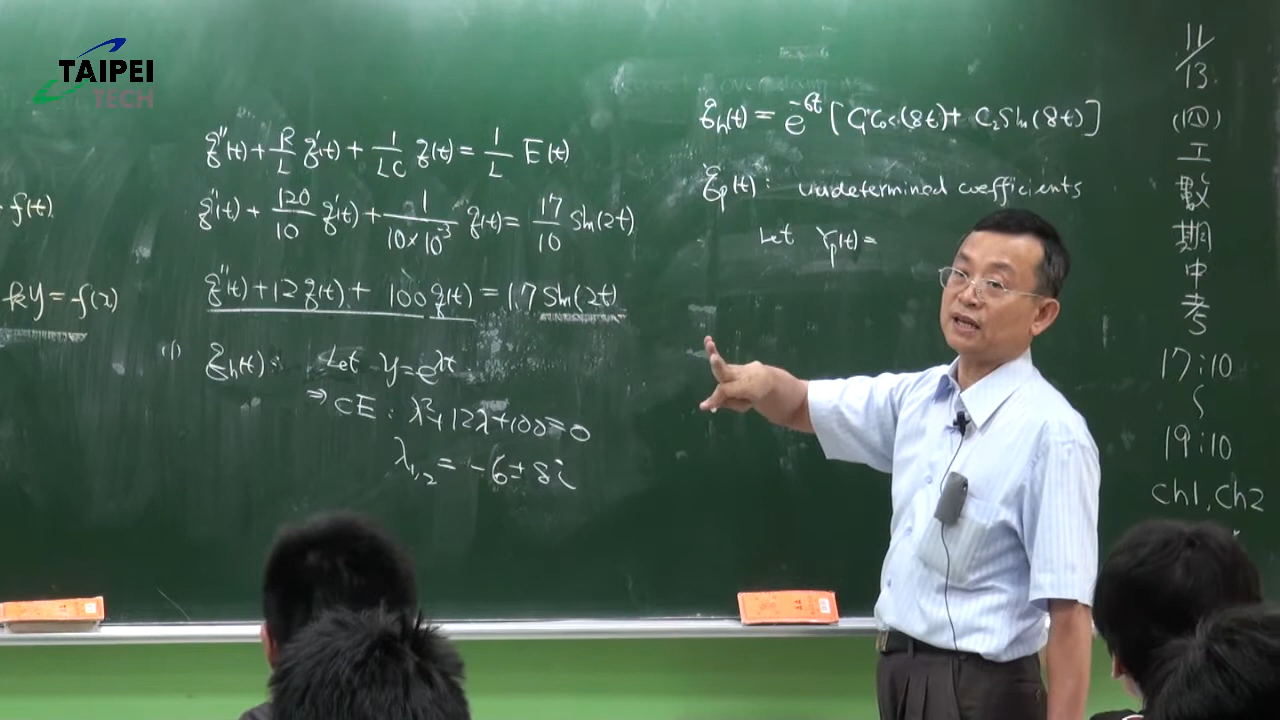 TAIPEI
TECH
f(t)
ky = f(x)
q''(t) + R/L q'(t) + 1/LC q(t) = 1/L E(t)
q''(t) + 120/10 q'(t) + 1/(10×10⁻³) q(t) = 17/10 Sin(2t)
q''(t) + 12 q'(t) + 100 q(t) = 1.7 Sin(2t)
(1) q_h(t): Let y = e^λt
⇒ CE: λ²+12λ+100=0
λ₁,₂ = -6 ± 8i
q_h(t) = e^-6t [C₁Cos(8t) + C₂Sin(8t)]
q_p(t): undetermined coefficients
Let Y_p(t) =
11/13
(四)
工
數
期
中
考
17:10
~
19:10
ch1, ch2